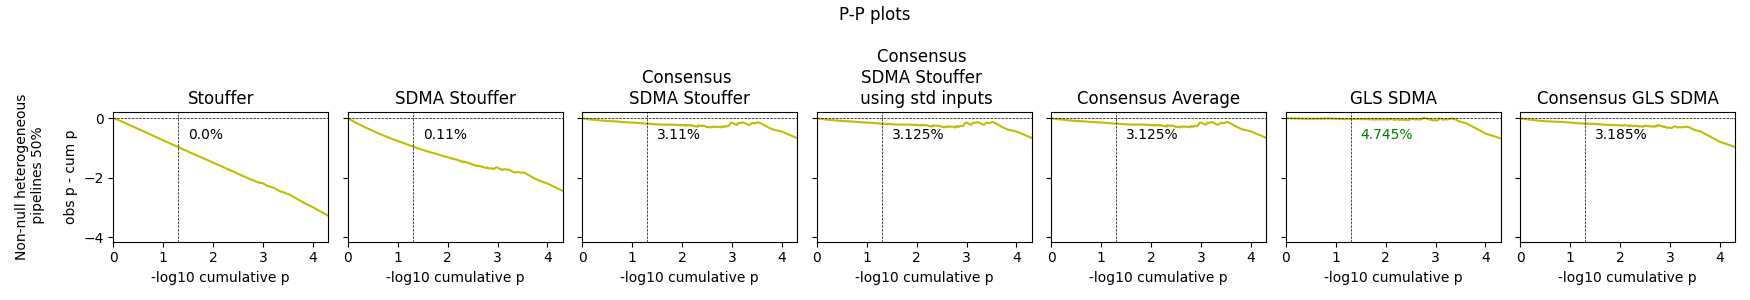 P-P plots
Non-null heterogeneous
pipelines 50%
obs p - cum p
Stouffer
0
−2
−4
0.0%
0 1 2 3 4
-log10 cumulative p
SDMA Stouffer
0.11%
0 1 2 3 4
-log10 cumulative p
Consensus
SDMA Stouffer
3.11%
0 1 2 3 4
-log10 cumulative p
Consensus
SDMA Stouffer
using std inputs
3.125%
0 1 2 3 4
-log10 cumulative p
Consensus Average
3.125%
0 1 2 3 4
-log10 cumulative p
GLS SDMA
4.745%
0 1 2 3 4
-log10 cumulative p
Consensus GLS SDMA
3.185%
0 1 2 3 4
-log10 cumulative p